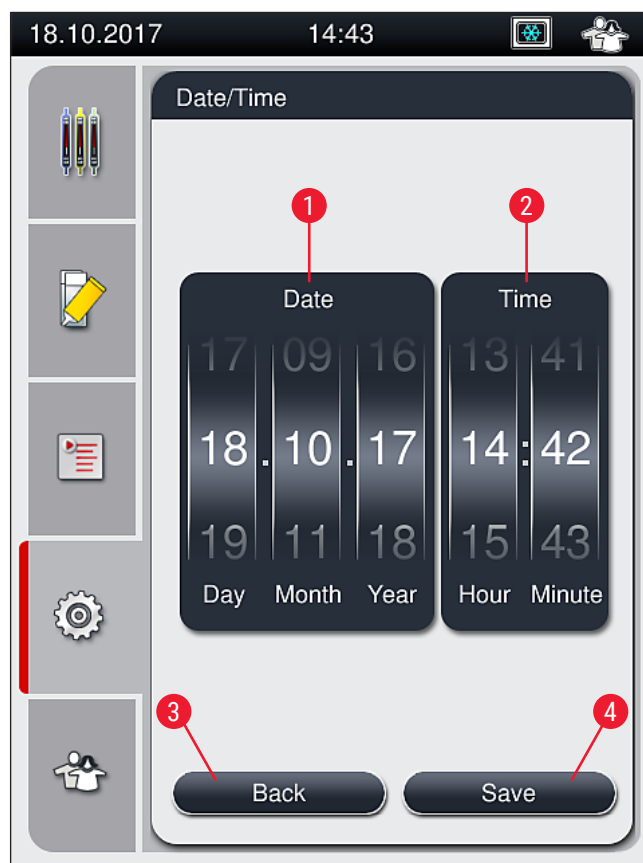 18.10.2017 14:43
Date/Time
1 2
Date Time
17 09 16 13 41
18 . 10 . 17 14 : 42
19 11 18 15 43
Day Month Year Hour Minute
3 4
Back Save